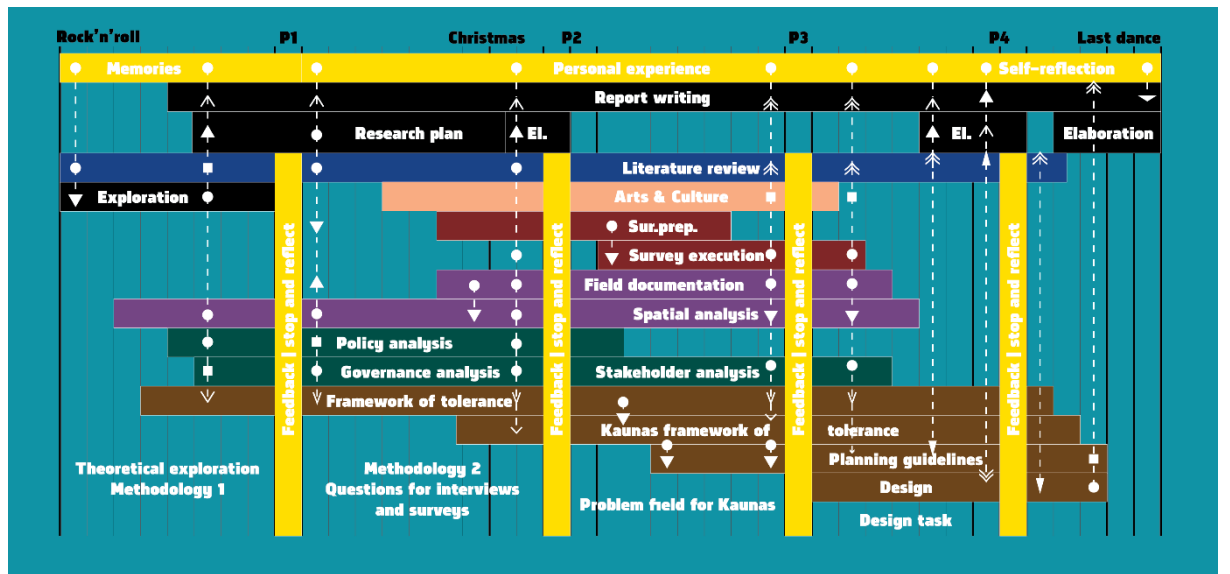 Rock'n'roll P1 Christmas P2 P3 P4 Last dance
Memories Personal experience Self-reflection
Report writing
Research plan El. El. Elaboration
Literature review
Exploration Arts & Culture
Sur.prep.
Survey execution
Field documentation
Spatial analysis
Policy analysis
Governance analysis Stakeholder analysis
Framework of tolerance
Kaunas framework of tolerance
Planning guidelines
Design
Feedback | stop and reflect
Feedback | stop and reflect
Feedback | stop and reflect
Feedback | stop and reflect
Theoretical exploration
Methodology 1
Methodology 2
Questions for interviews
and surveys
Problem field for Kaunas
Design task